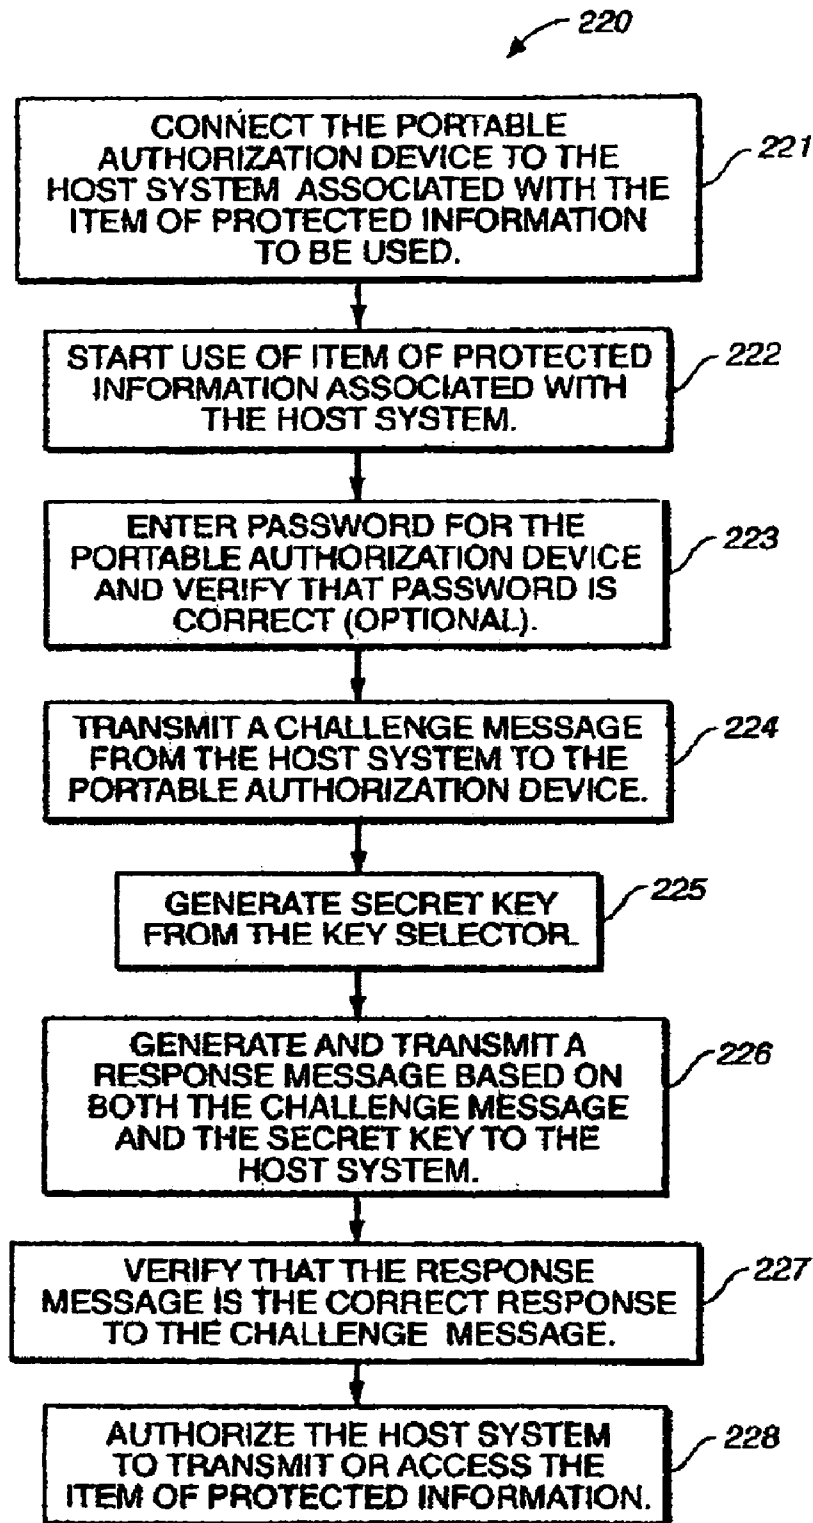 220
CONNECT THE PORTABLE
AUTHORIZATION DEVICE TO THE
HOST SYSTEM ASSOCIATED WITH THE
ITEM OF PROTECTED INFORMATION
TO BE USED.
221
START USE OF ITEM OF PROTECTED
INFORMATION ASSOCIATED WITH
THE HOST SYSTEM.
222
ENTER PASSWORD FOR THE
PORTABLE AUTHORIZATION DEVICE
AND VERIFY THAT PASSWORD IS
CORRECT (OPTIONAL).
223
TRANSMIT A CHALLENGE MESSAGE
FROM THE HOST SYSTEM TO THE
PORTABLE AUTHORIZATION DEVICE.
224
GENERATE SECRET KEY
FROM THE KEY SELECTOR.
225
GENERATE AND TRANSMIT A
RESPONSE MESSAGE BASED ON
BOTH THE CHALLENGE MESSAGE
AND THE SECRET KEY TO THE
HOST SYSTEM.
226
VERIFY THAT THE RESPONSE
MESSAGE IS THE CORRECT RESPONSE
TO THE CHALLENGE MESSAGE.
227
AUTHORIZE THE HOST SYSTEM
TO TRANSMIT OR ACCESS THE
ITEM OF PROTECTED INFORMATION.
228